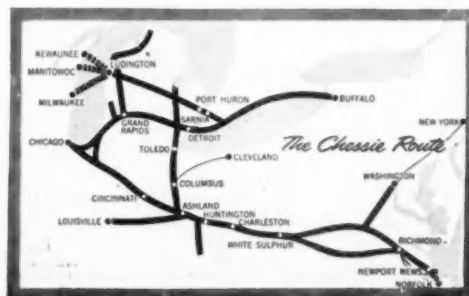 KEWAUNEE
LUDINGTON
MANITOWOC
MILWAUKEE
PORT HURON
SARNIA
BUFFALO
GRAND
RAPIDS
DETROIT
NEW YORK
CHICAGO
TOLEDO
The Chessie Route
CLEVELAND
WASHINGTON
COLUMBUS
CINCINNATI
ASHLAND
LOUISVILLE
HUNTINGTON
CHARLESTON
RICHMOND
WHITE SULPHUR
NEWPORT NEWS
NORFOLK